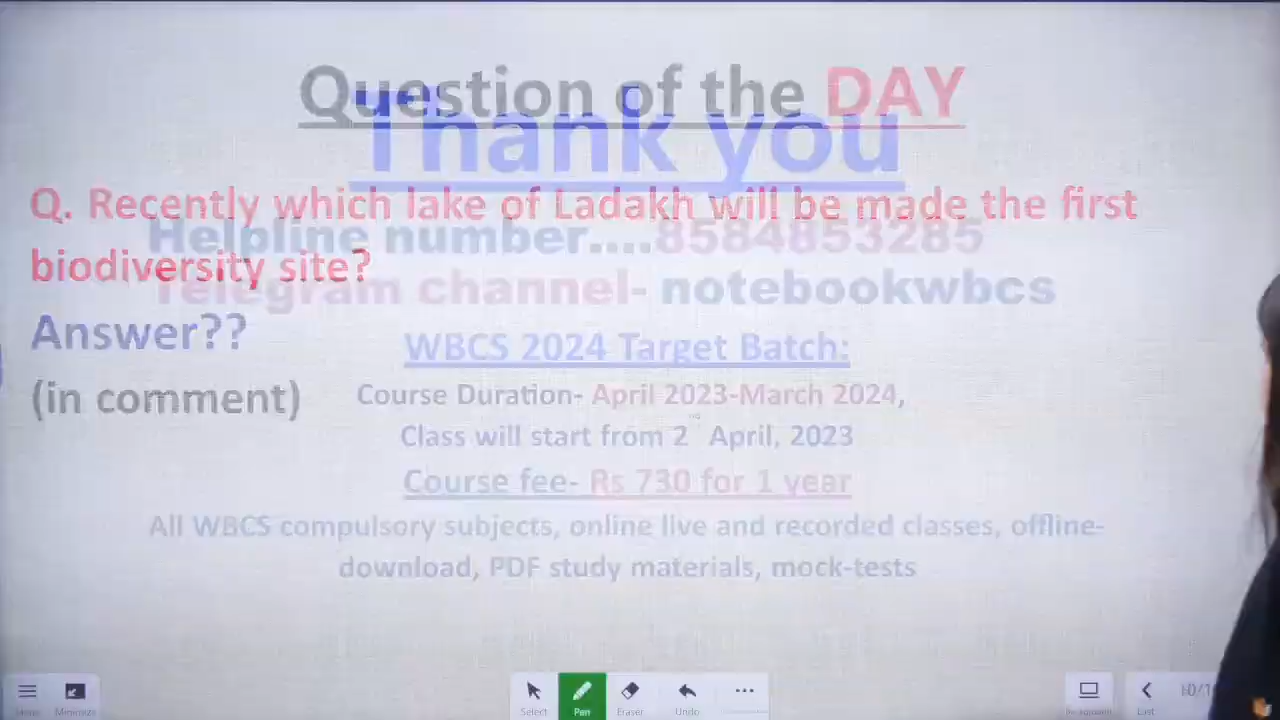 Question of the DAY
Thank you
Q. Recently which lake of Ladakh will be made the first
biodiversity site?
Helpline number....8584853285
Telegram channel- notebookwbcs
Answer??
(in comment)
WBCS 2024 Target Batch:
Course Duration- April 2023-March 2024,
Class will start from 2nd April, 2023
Course fee- Rs 730 for 1 year
All WBCS compulsory subjects, online live and recorded classes, offline-
download, PDF study materials, mock-tests
Minimize
Select
Pen
Eraser
Undo
Last